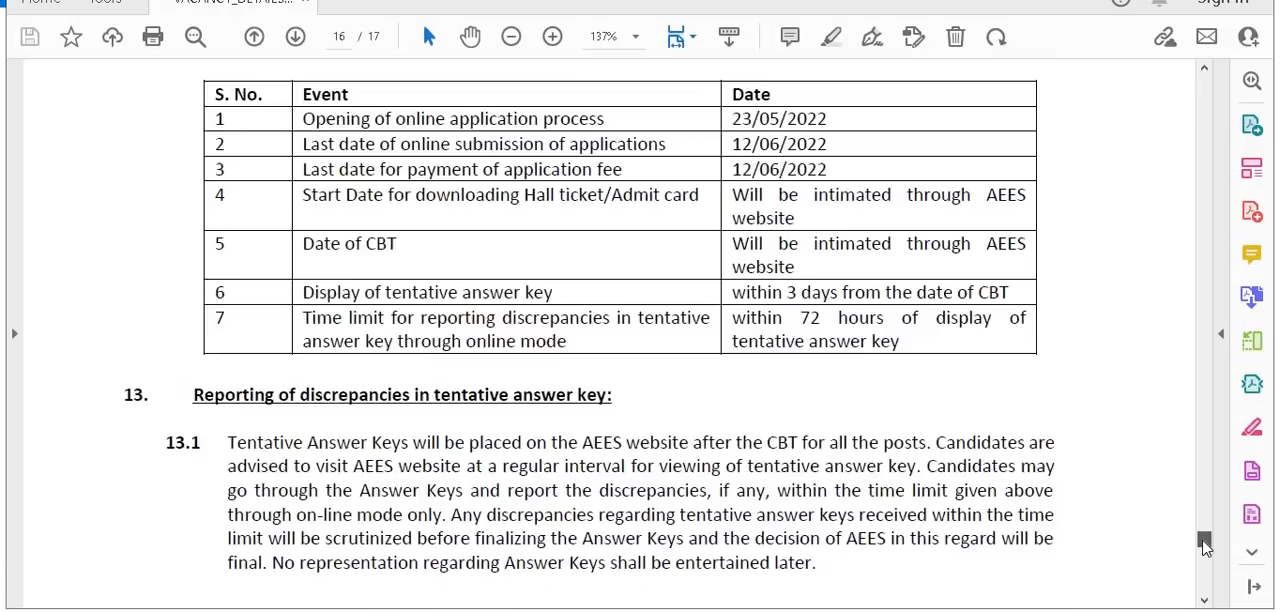 Home Tools VACANCY_DETAILS... Sign In
16 / 17 137%
S. No. Event Date
1 Opening of online application process 23/05/2022
2 Last date of online submission of applications 12/06/2022
3 Last date for payment of application fee 12/06/2022
4 Start Date for downloading Hall ticket/Admit card Will be intimated through AEES
website
5 Date of CBT Will be intimated through AEES
website
6 Display of tentative answer key within 3 days from the date of CBT
7 Time limit for reporting discrepancies in tentative within 72 hours of display of
answer key through online mode tentative answer key
13. Reporting of discrepancies in tentative answer key:
13.1 Tentative Answer Keys will be placed on the AEES website after the CBT for all the posts. Candidates are
advised to visit AEES website at a regular interval for viewing of tentative answer key. Candidates may
go through the Answer Keys and report the discrepancies, if any, within the time limit given above
through on-line mode only. Any discrepancies regarding tentative answer keys received within the time
limit will be scrutinized before finalizing the Answer Keys and the decision of AEES in this regard will be
final. No representation regarding Answer Keys shall be entertained later.